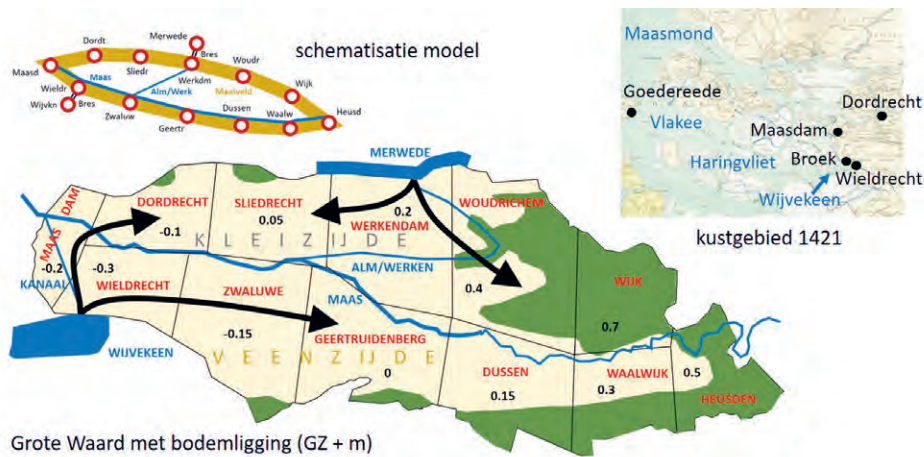 schematisatie model
Merwede
Dordt
Bres
Sliedr
Woudr
Maasd
Maas
Werkdm
Wieldr
Alm/Werk
Maaiveld
Wijk
Wijvkn
Bres
Zwaluw
Dussen
Waalw
Heusd
Geertr
Maasmond
Goedereede
Dordrecht
Vlakee
Maasdam
Haringvliet
Broek
Wieldrecht
Wijvekeen
kustgebied 1421
MERWEDE
MAAS DAM
DORDRECHT
-0.1
SLIEDRECHT
0.05
0.2
WERKENDAM
WOUDRICHEM
KLEIZIJDE
-0.2
-0.3
KANAAL
WIELDRECHT
ZWALUWE
ALM/WERKEN
0.4
WIJK
MAAS
-0.15
GEERTRUIDENBERG
0.7
WIJVEKEEN
VEENZIJDE
0
DUSSEN
0.15
WAALWIJK
0.3
0.5
HEUSDEN
Grote Waard met bodemligging (GZ + m)